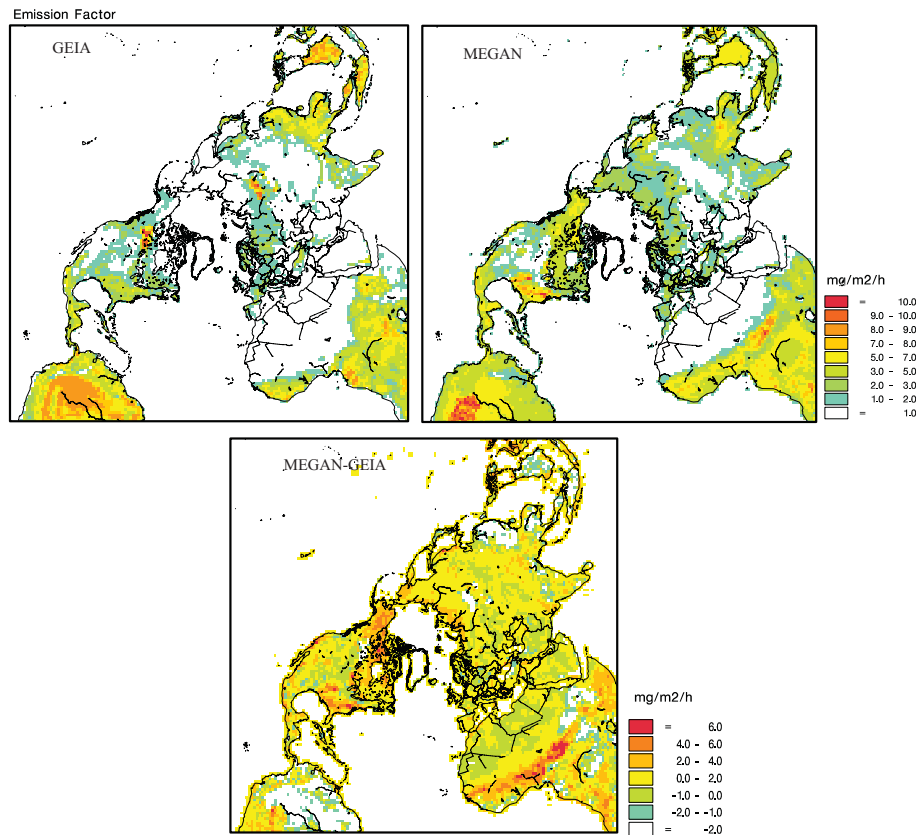 Emission Factor
GEIA
MEGAN
mg/m2/h
= 10.0
9.0 - 10.0
8.0 - 9.0
7.0 - 8.0
5.0 - 7.0
3.0 - 5.0
2.0 - 3.0
1.0 - 2.0
= 1.0
MEGAN-GEIA
mg/m2/h
= 6.0
4.0 - 6.0
2.0 - 4.0
0.0 - 2.0
-1.0 - 0.0
-2.0 - -1.0
= -2.0